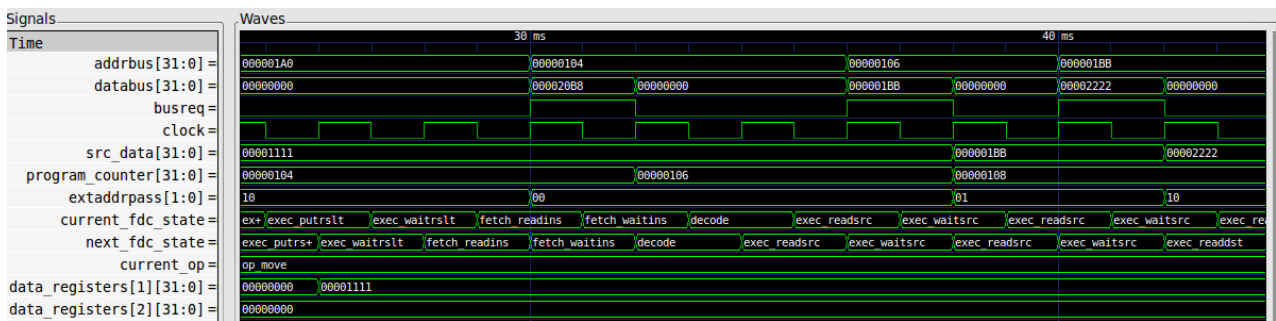 Signals Waves
Time 30 ms 40 ms
addrbus[31:0] = 000001A0 00000104 00000106 000001BB
databus[31:0] = 00000000 000020B8 00000000 000001BB 00000000 00002222 00000000
busreq =
clock =
src_data[31:0] = 00001111 000001BB 00002222
program_counter[31:0] = 00000104 00000106 00000108
extaddrpass[1:0] = 10 00 01 10
current_fdc_state = ex+ exec_putrslt exec_waitrslt fetch_readins fetch_waitins decode exec_readsrc exec_waitsrc exec_readsrc exec_waitsrc exec_re
next_fdc_state = exec_putrs+ exec_waitrslt fetch_readins fetch_waitins decode exec_readsrc exec_waitsrc exec_readsrc exec_waitsrc exec_readdst
current_op = op_move
data_registers[1][31:0] = 00000000 00001111
data_registers[2][31:0] = 00000000